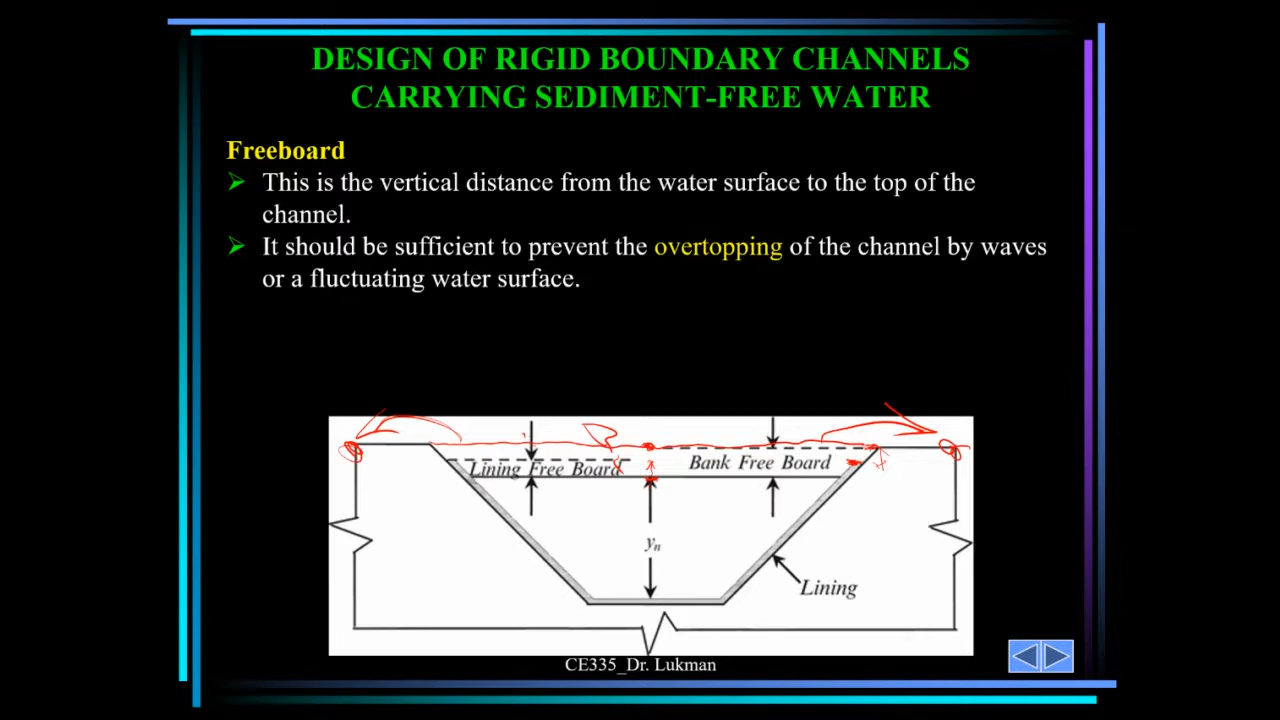 DESIGN OF RIGID BOUNDARY CHANNELS
CARRYING SEDIMENT-FREE WATER
Freeboard
This is the vertical distance from the water surface to the top of the
channel.
It should be sufficient to prevent the overtopping of the channel by waves
or a fluctuating water surface.
Lining Free Board
Bank Free Board
yn
Lining
CE335_Dr. Lukman